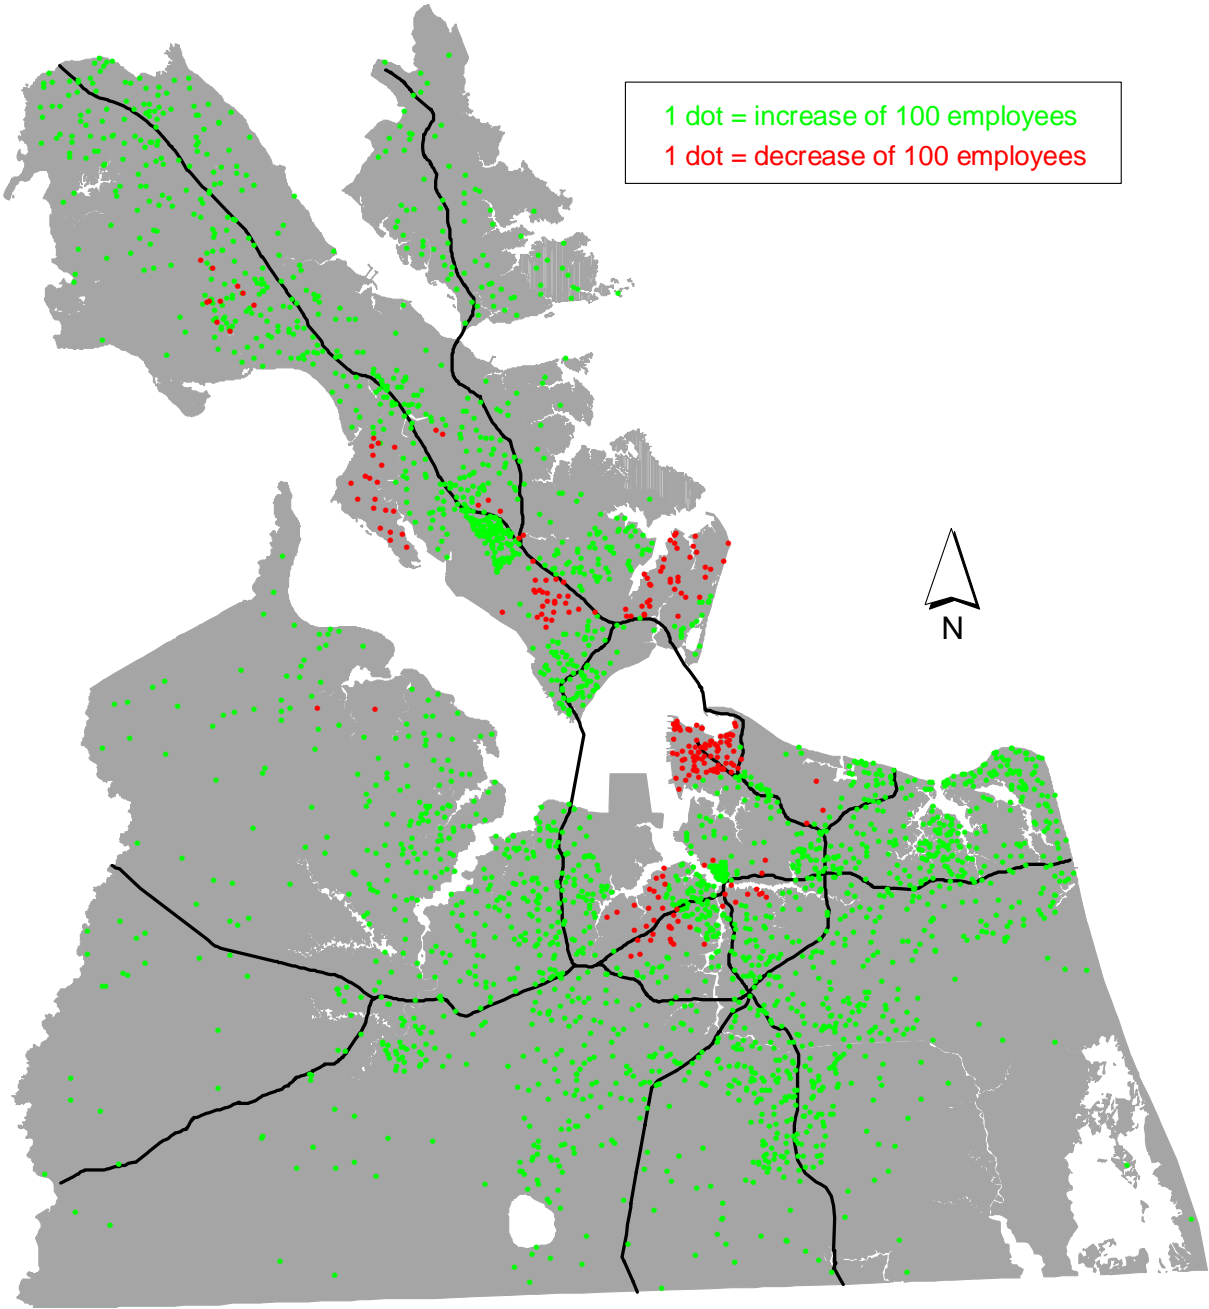 1 dot = increase of 100 employees
1 dot = decrease of 100 employees
N